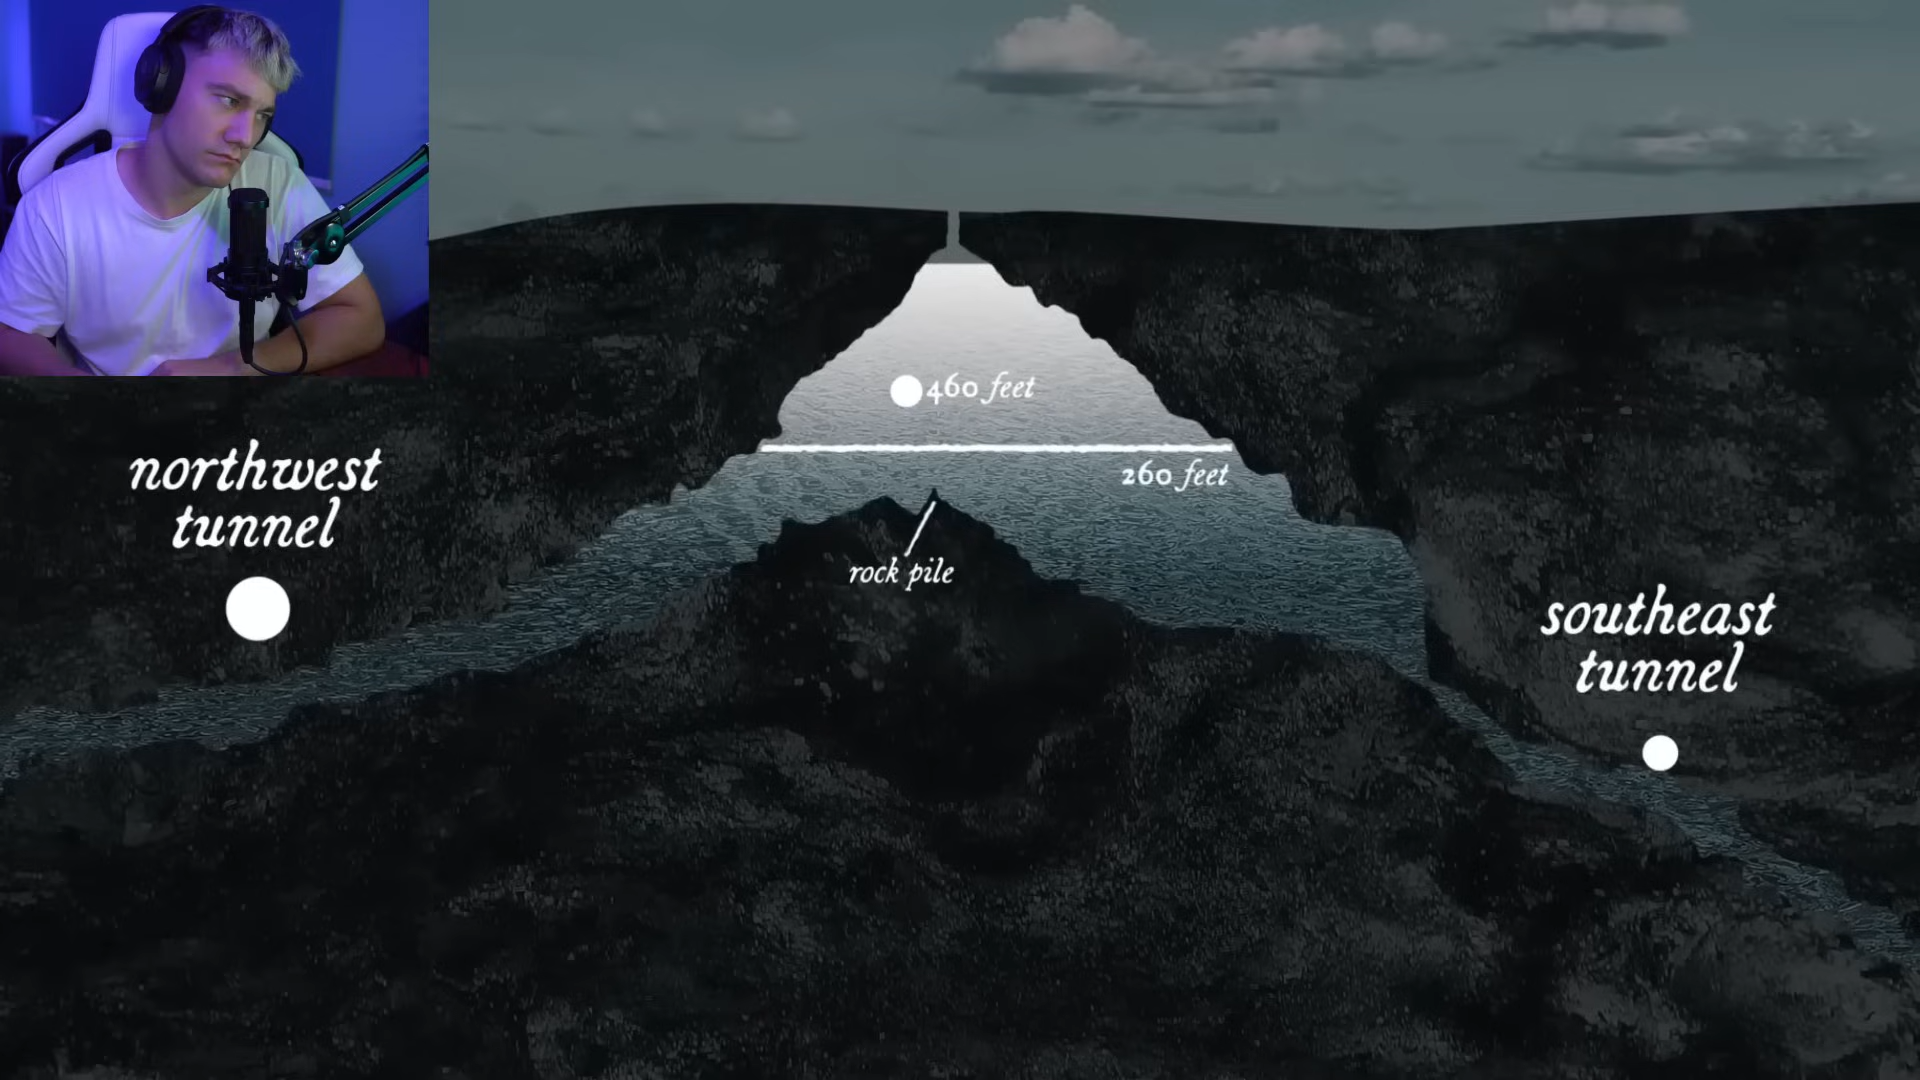 460 feet
260 feet
northwest
tunnel
rock pile
southeast
tunnel